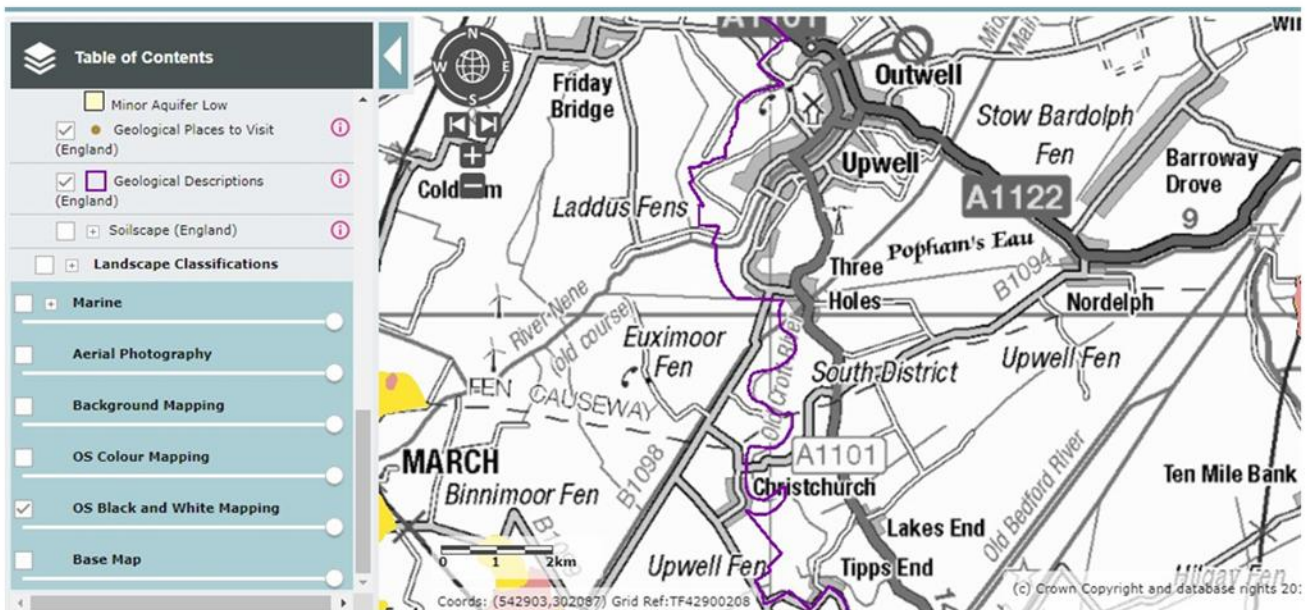 Table of Contents
Minor Aquifer Low
Geological Places to Visit
(England)
Geological Descriptions
(England)
Soilscape (England)
Landscape Classifications
Marine
Aerial Photography
Background Mapping
OS Colour Mapping
OS Black and White Mapping
Base Map
N
W E
S
A1101
Outwell
Friday
Bridge
Stow Bardolph
Fen
Upwell
Barroway
Drove
Laddus Fens
A1122
9
Popham's Eau
Three
Holes
B1094
Nordelph
River Nene
(old course)
Euximoor
Fen
Old Croft River
South District
Upwell Fen
FEN CAUSEWAY
MARCH
B1098
A1101
Christchurch
Binnimoor Fen
Old Bedford River
Ten Mile Bank
Lakes End
Upwell Fen
Tipps End
0 1 2 km
Coords: (542903,302087) Grid Ref:TF42900208
(c) Crown Copyright and database rights